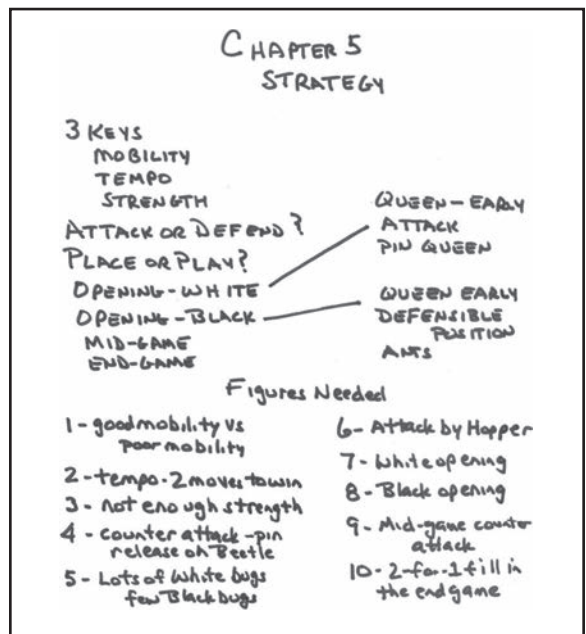 CHAPTER 5
STRATEGY
3 KEYS
MOBILITY
TEMPO
STRENGTH
ATTACK OR DEFEND?
PLACE OR PLAY?
OPENING-WHITE
OPENING-BLACK
MID-GAME
END-GAME
QUEEN-EARLY
ATTACK
PIN QUEEN
QUEEN EARLY
DEFENSIBLE
POSITION
ANTS
Figures Needed
1-good mobility vs
poor mobility
2-tempo-2 moves to win
3-not enough strength
4-counter attack-pin
release on Beetle
5-Lots of White bugs
few Black bugs
6-Attack by Hopper
7-White opening
8-Black opening
9-Mid-game counter
attack
10-2-for-1 fill in
the endgame